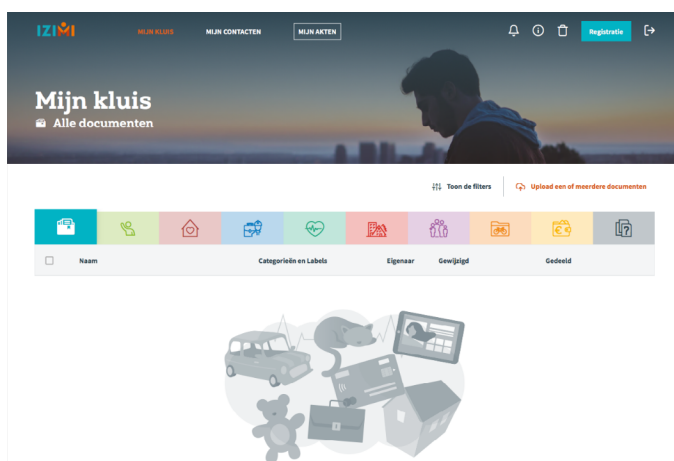 IZIMI
MIJN KLUIS
MIJN CONTACTEN
MIJN AKTEN
Registratie
Mijn kluis
Alle documenten
Toon de filters
Upload een of meerdere documenten
Naam
Categorieën en Labels
Eigenaar
Gewijzigd
Gedeeld